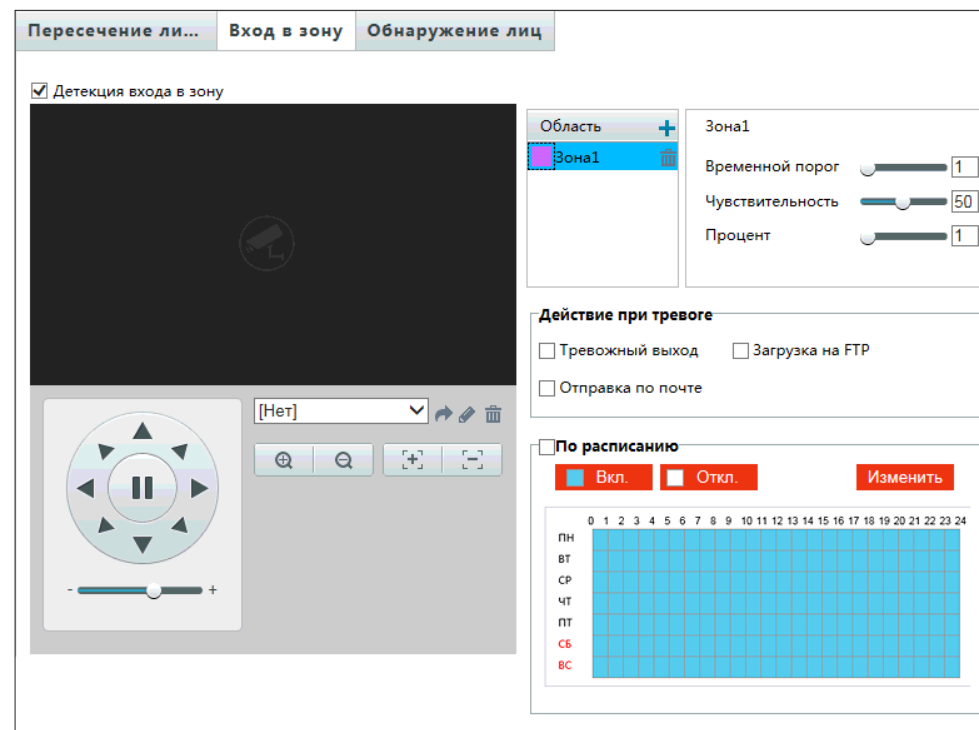 Пересечение ли... Вход в зону Обнаружение лиц
Детекция входа в зону
Область +
Зона1
Зона1
Временной порог 1
Чувствительность 50
Процент 1
Действие при тревоге
Тревожный выход Загрузка на FTP
Отправка по почте
[Нет]
- +
По расписанию
Вкл. Откл. Изменить
0 1 2 3 4 5 6 7 8 9 10 11 12 13 14 15 16 17 18 19 20 21 22 23 24
ПН
ВТ
СР
ЧТ
ПТ
СБ
ВС